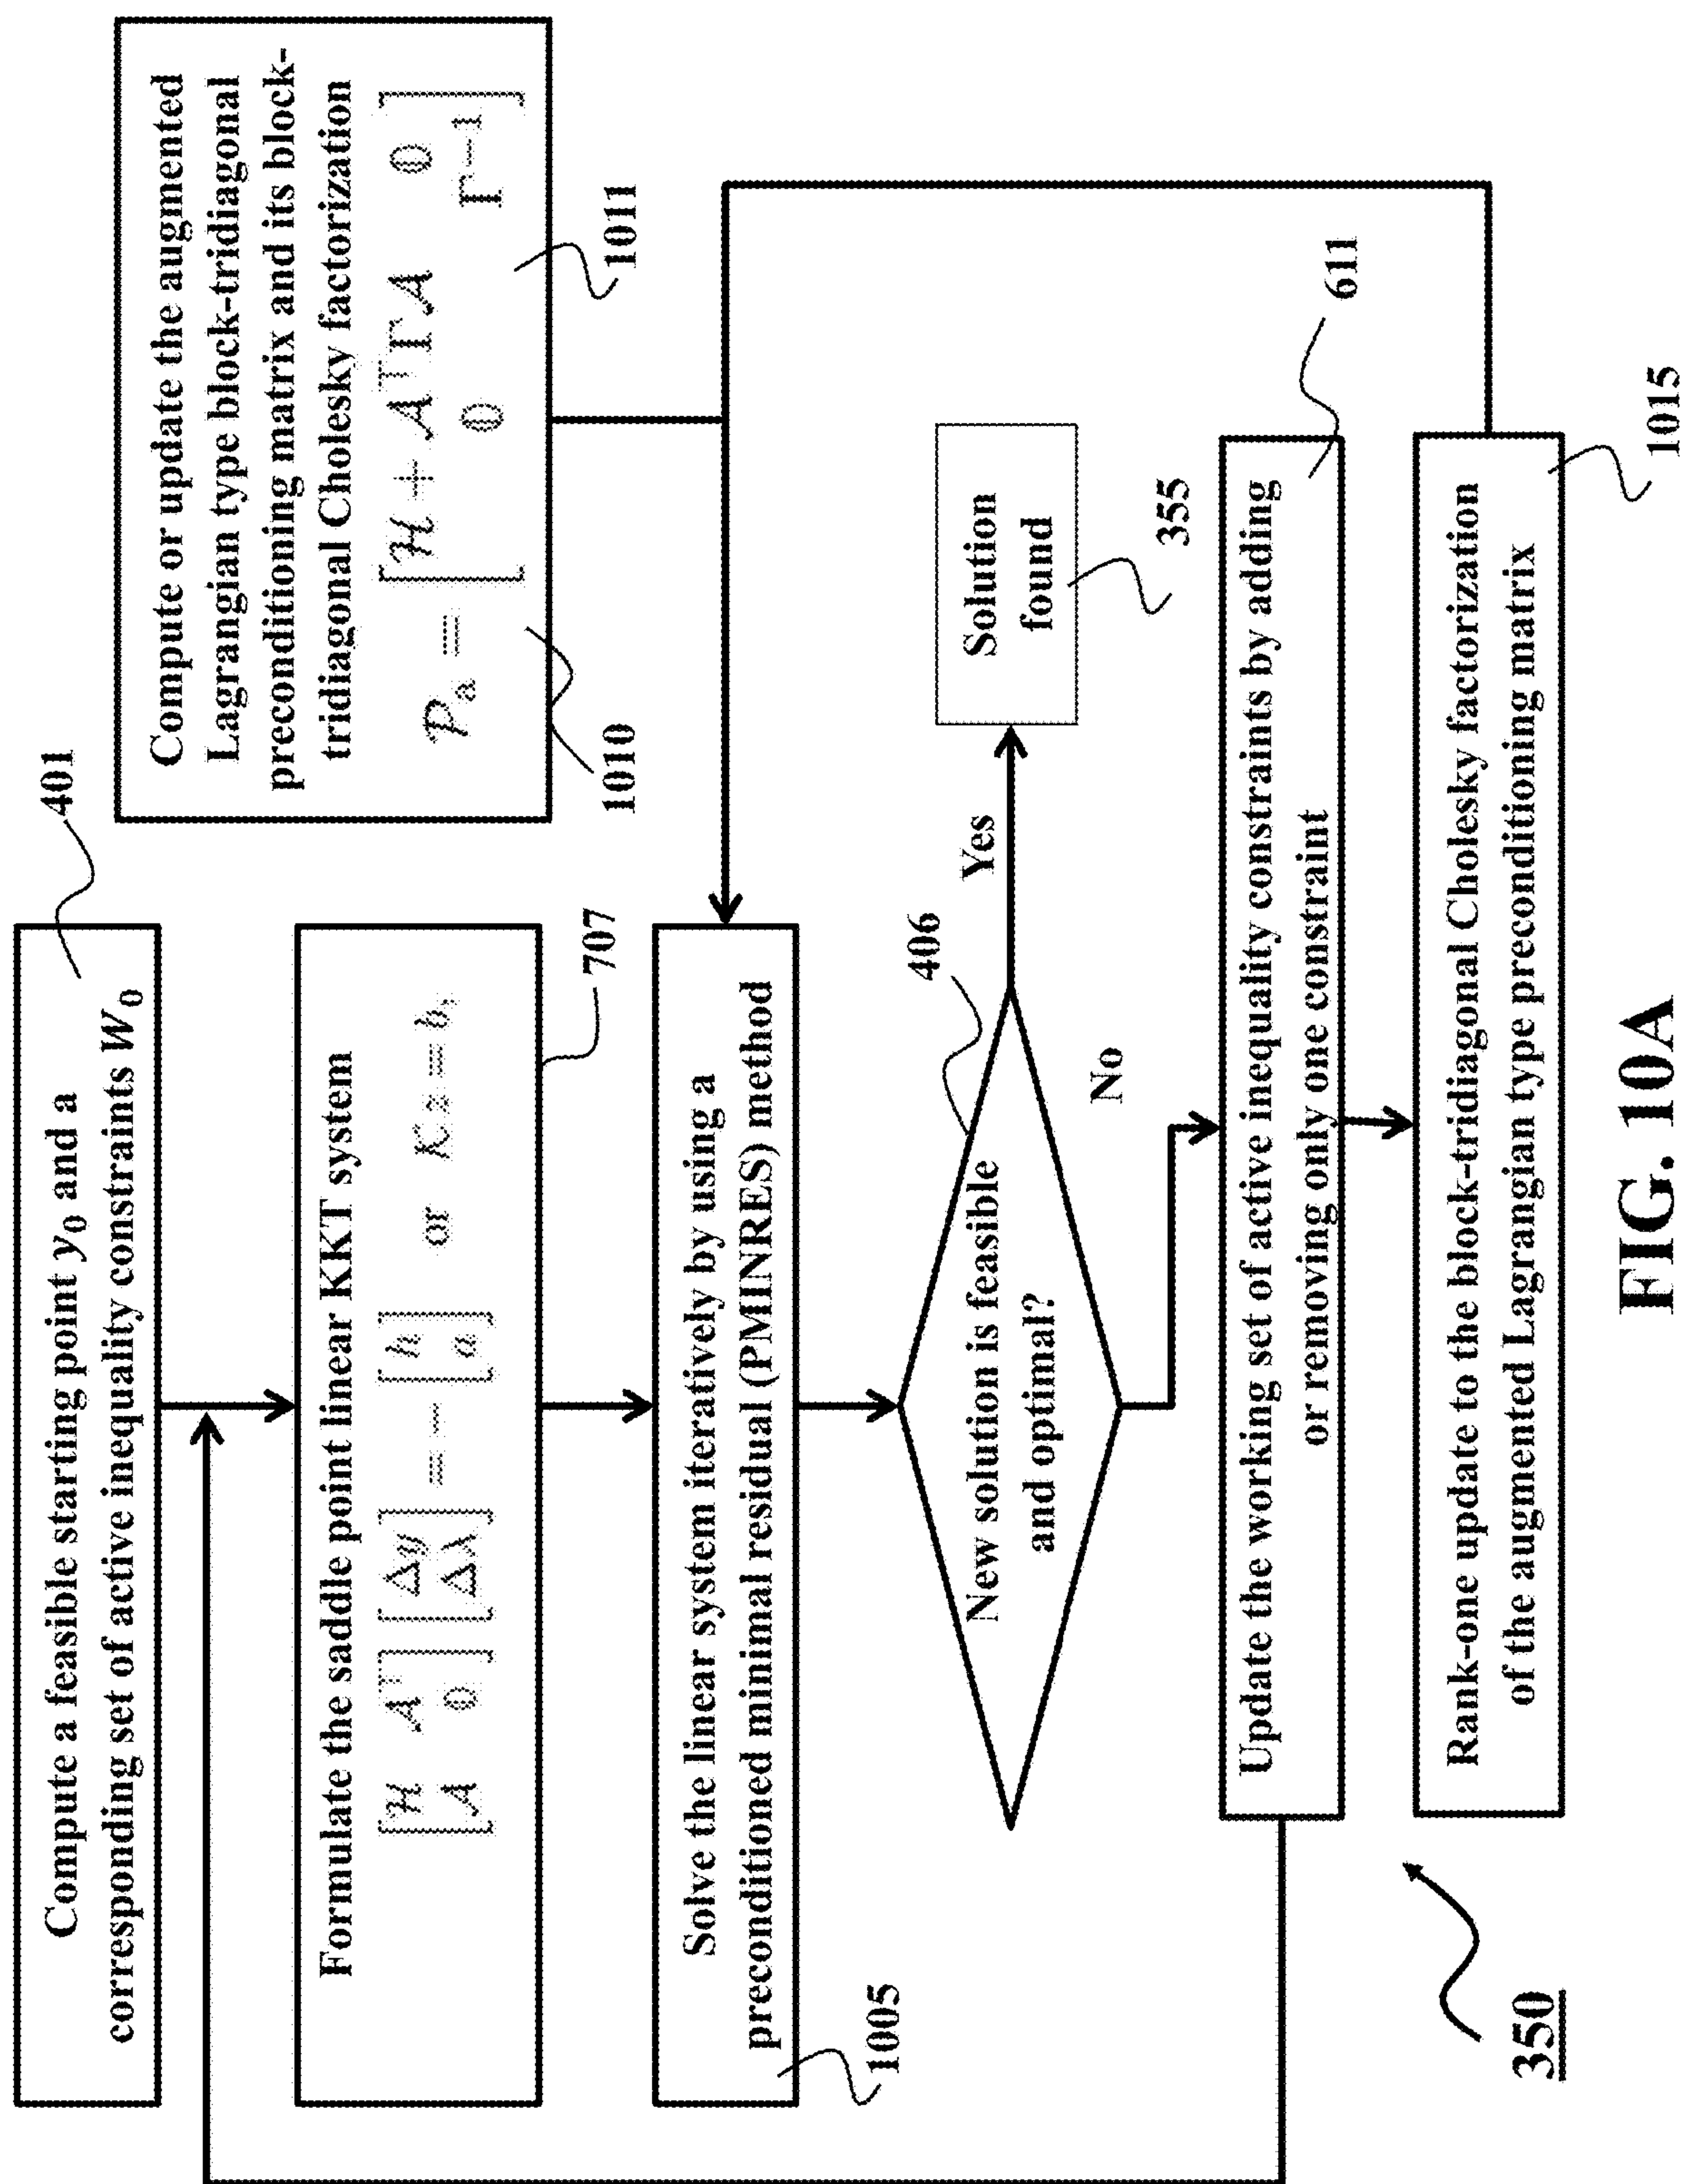 Compute a feasible starting point y₀ and a
corresponding set of active inequality constraints W₀
401
Formulate the saddle point linear KKT system
[ℋ 𝒜ᵀ] [Δy] = − [h] or 𝒦 z = b,
[𝒜 𝟘] [Δλ] [a]
707
Compute or update the augmented
Lagrangian type block-tridiagonal
preconditioning matrix and its block-
tridiagonal Cholesky factorization
𝒫ₐ = [ℋ + 𝒜ᵀΓ𝒜 𝟘]
[𝟘 Γ⁻¹]
1010
1011
Solve the linear system iteratively by using a
preconditioned minimal residual (PMINRES) method
1005
New solution is feasible
and optimal?
406
Yes
No
Solution
found
355
Update the working set of active inequality constraints by adding
or removing only one constraint
611
Rank-one update to the block-tridiagonal Cholesky factorization
of the augmented Lagrangian type preconditioning matrix
1015
350
FIG. 10A